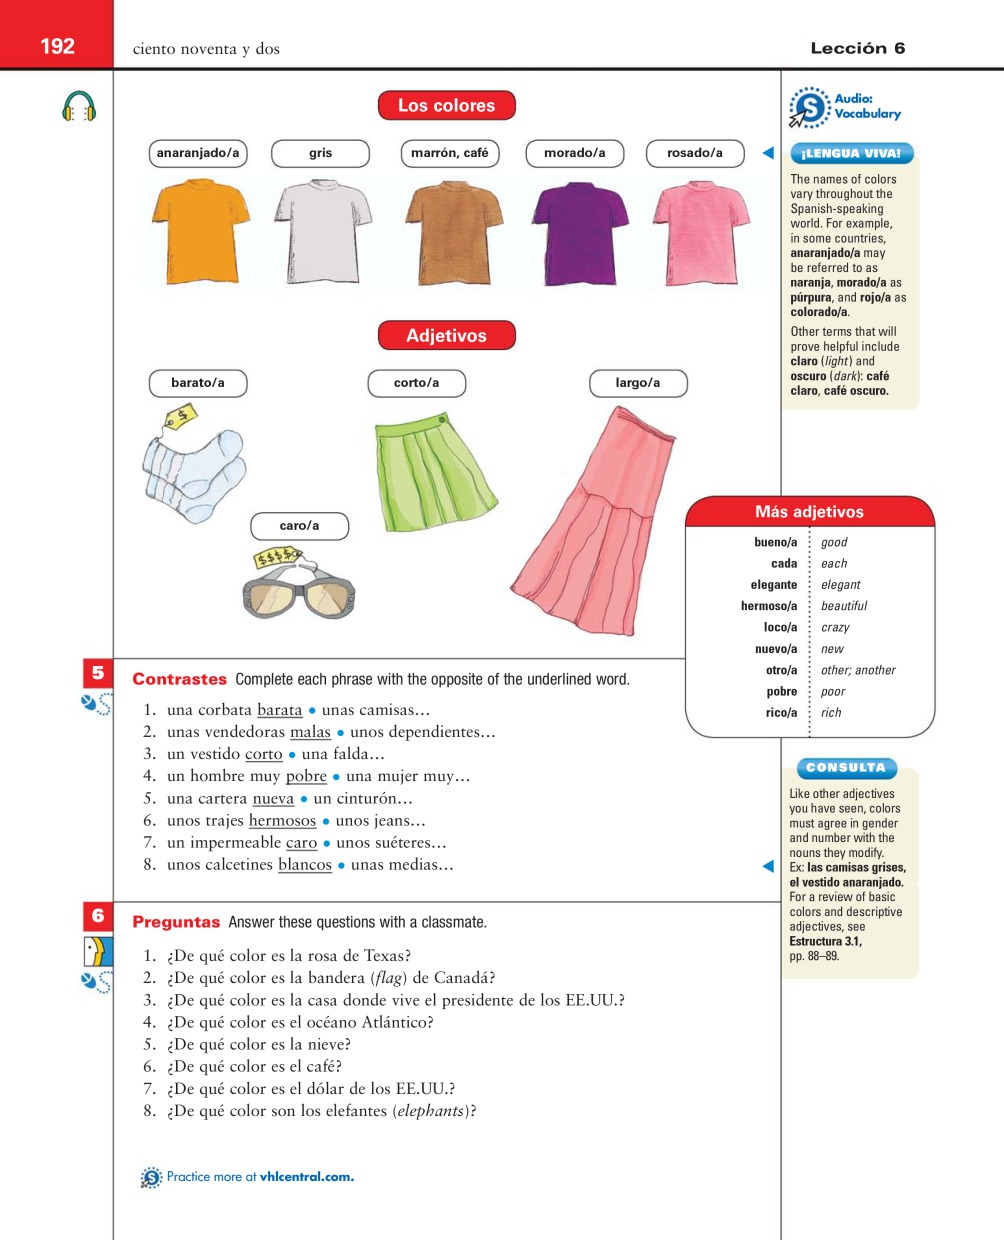 192
ciento noventa y dos
Lección 6
Los colores
anaranjado/a
gris
marrón, café
morado/a
rosado/a
Adjetivos
barato/a
corto/a
largo/a
$
caro/a
$$$$
S
Audio:
Vocabulary
¡LENGUA VIVA!
The names of colors
vary throughout the
Spanish-speaking
world. For example,
in some countries,
anaranjado/a may
be referred to as
naranja, morado/a as
púrpura, and rojo/a as
colorado/a.
Other terms that will
prove helpful include
claro (light) and
oscuro (dark): café
claro, café oscuro.
Más adjetivos
bueno/a good
cada each
elegante elegant
hermoso/a beautiful
loco/a crazy
nuevo/a new
otro/a other; another
pobre poor
rico/a rich
5
Contrastes Complete each phrase with the opposite of the underlined word.
1. una corbata barata • unas camisas…
2. unas vendedoras malas • unos dependientes…
3. un vestido corto • una falda…
4. un hombre muy pobre • una mujer muy…
5. una cartera nueva • un cinturón…
6. unos trajes hermosos • unos jeans…
7. un impermeable caro • unos suéteres…
8. unos calcetines blancos • unas medias…
CONSULTA
Like other adjectives
you have seen, colors
must agree in gender
and number with the
nouns they modify.
Ex: las camisas grises,
el vestido anaranjado.
For a review of basic
colors and descriptive
adjectives, see
Estructura 3.1,
pp. 88–89.
6
Preguntas Answer these questions with a classmate.
1. ¿De qué color es la rosa de Texas?
2. ¿De qué color es la bandera (flag) de Canadá?
3. ¿De qué color es la casa donde vive el presidente de los EE.UU.?
4. ¿De qué color es el océano Atlántico?
5. ¿De qué color es la nieve?
6. ¿De qué color es el café?
7. ¿De qué color es el dólar de los EE.UU.?
8. ¿De qué color son los elefantes (elephants)?
S Practice more at vhlcentral.com.